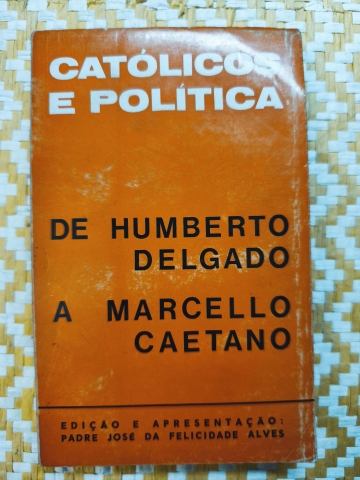 CATÓLICOS
E POLÍTICA
DE HUMBERTO
DELGADO
A MARCELLO
CAETANO
EDIÇÃO E APRESENTAÇÃO:
PADRE JOSÉ DA FELICIDADE ALVES